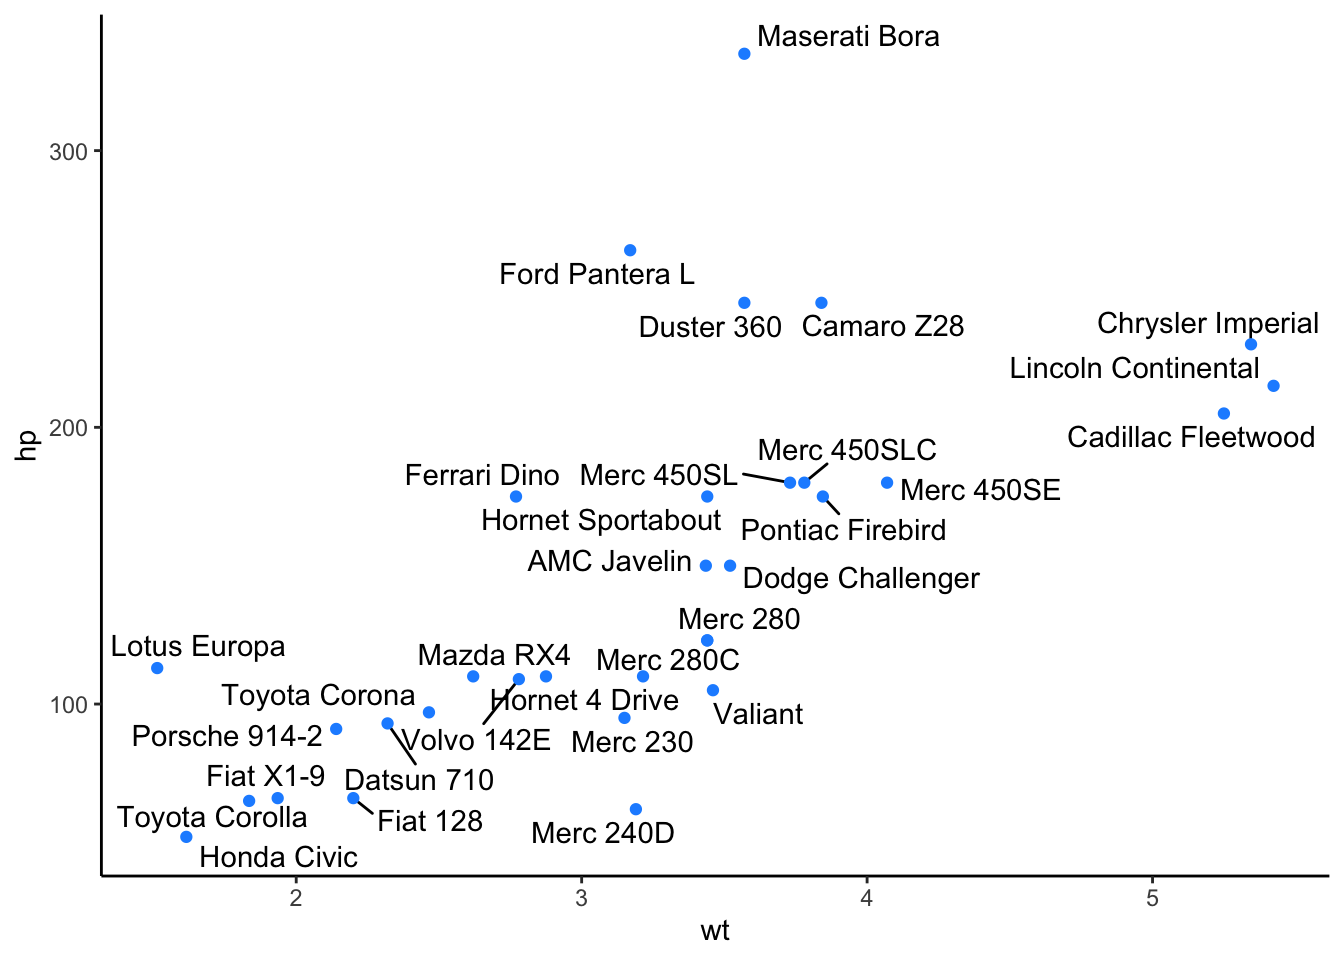 Maserati Bora
300
Ford Pantera L
Duster 360
Camaro Z28
Chrysler Imperial
Lincoln Continental
200
Cadillac Fleetwood
hp
Merc 450SLC
Ferrari Dino
Merc 450SL
Merc 450SE
Hornet Sportabout
Pontiac Firebird
AMC Javelin
Dodge Challenger
Merc 280
Lotus Europa
Mazda RX4
Merc 280C
Toyota Corona
Hornet 4 Drive
100
Valiant
Porsche 914-2
Volvo 142E
Merc 230
Fiat X1-9
Datsun 710
Toyota Corolla
Fiat 128
Merc 240D
Honda Civic
2
3
4
5
wt